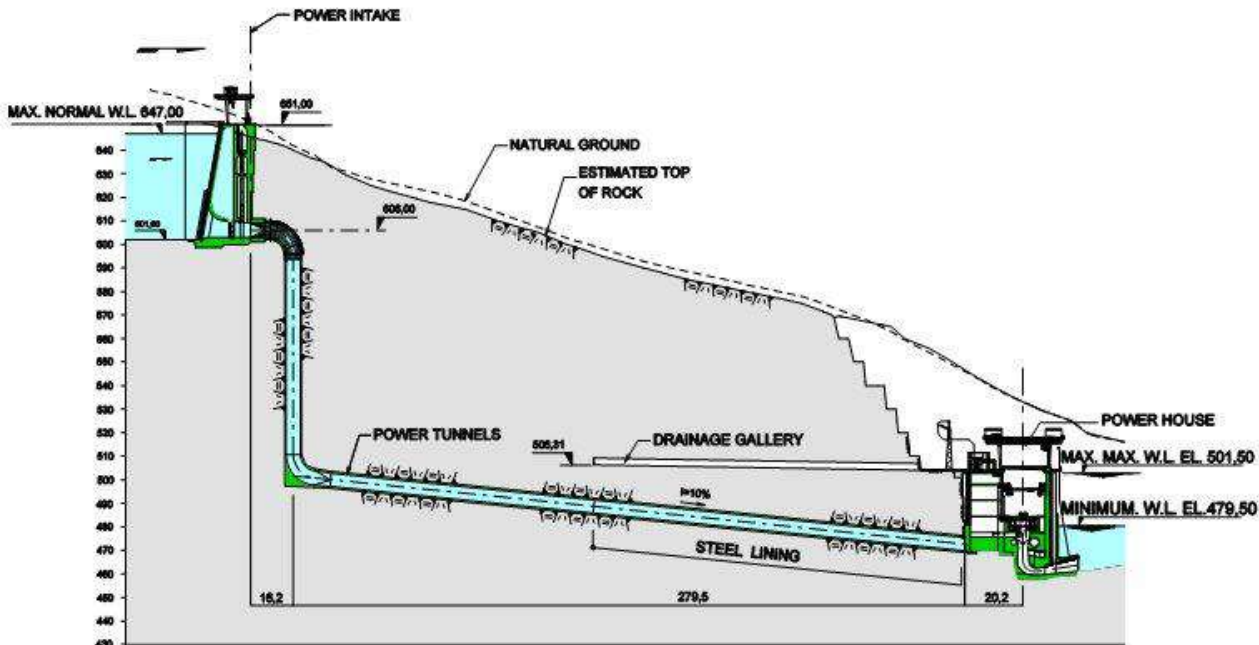 POWER INTAKE
MAX. NORMAL W.L. 647,00
651,00
NATURAL GROUND
ESTIMATED TOP
OF ROCK
640
630
620
610
600
590
580
570
560
550
540
530
520
510
500
490
480
470
460
450
440
430
POWER TUNNELS
DRAINAGE GALLERY
POWER HOUSE
MAX. MAX. W.L. EL. 501,50
MINIMUM. W.L. EL.479,50
I=10%
STEEL LINING
16,2
279,5
20,2